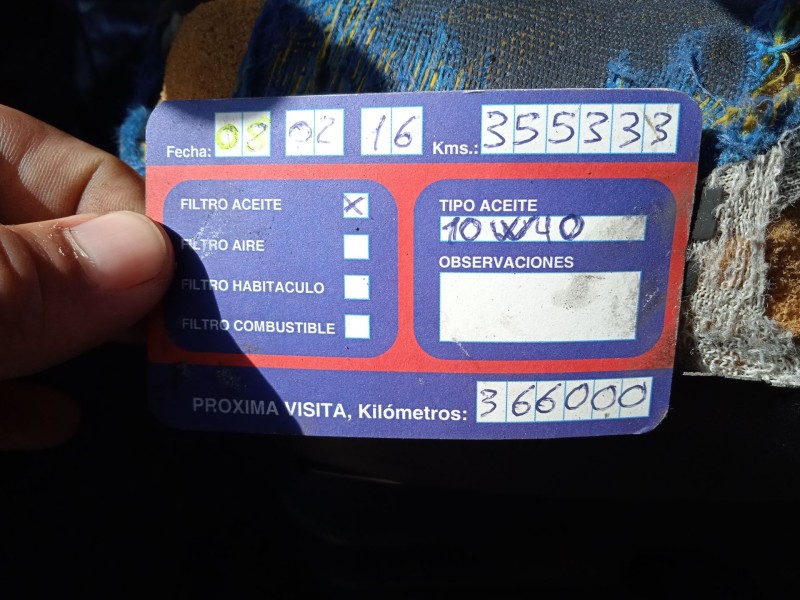 Fecha: 09 02 16 Kms.: 355333
FILTRO ACEITE X
FILTRO AIRE
FILTRO HABITACULO
FILTRO COMBUSTIBLE
TIPO ACEITE
10W40
OBSERVACIONES
PROXIMA VISITA, Kilómetros: 366000